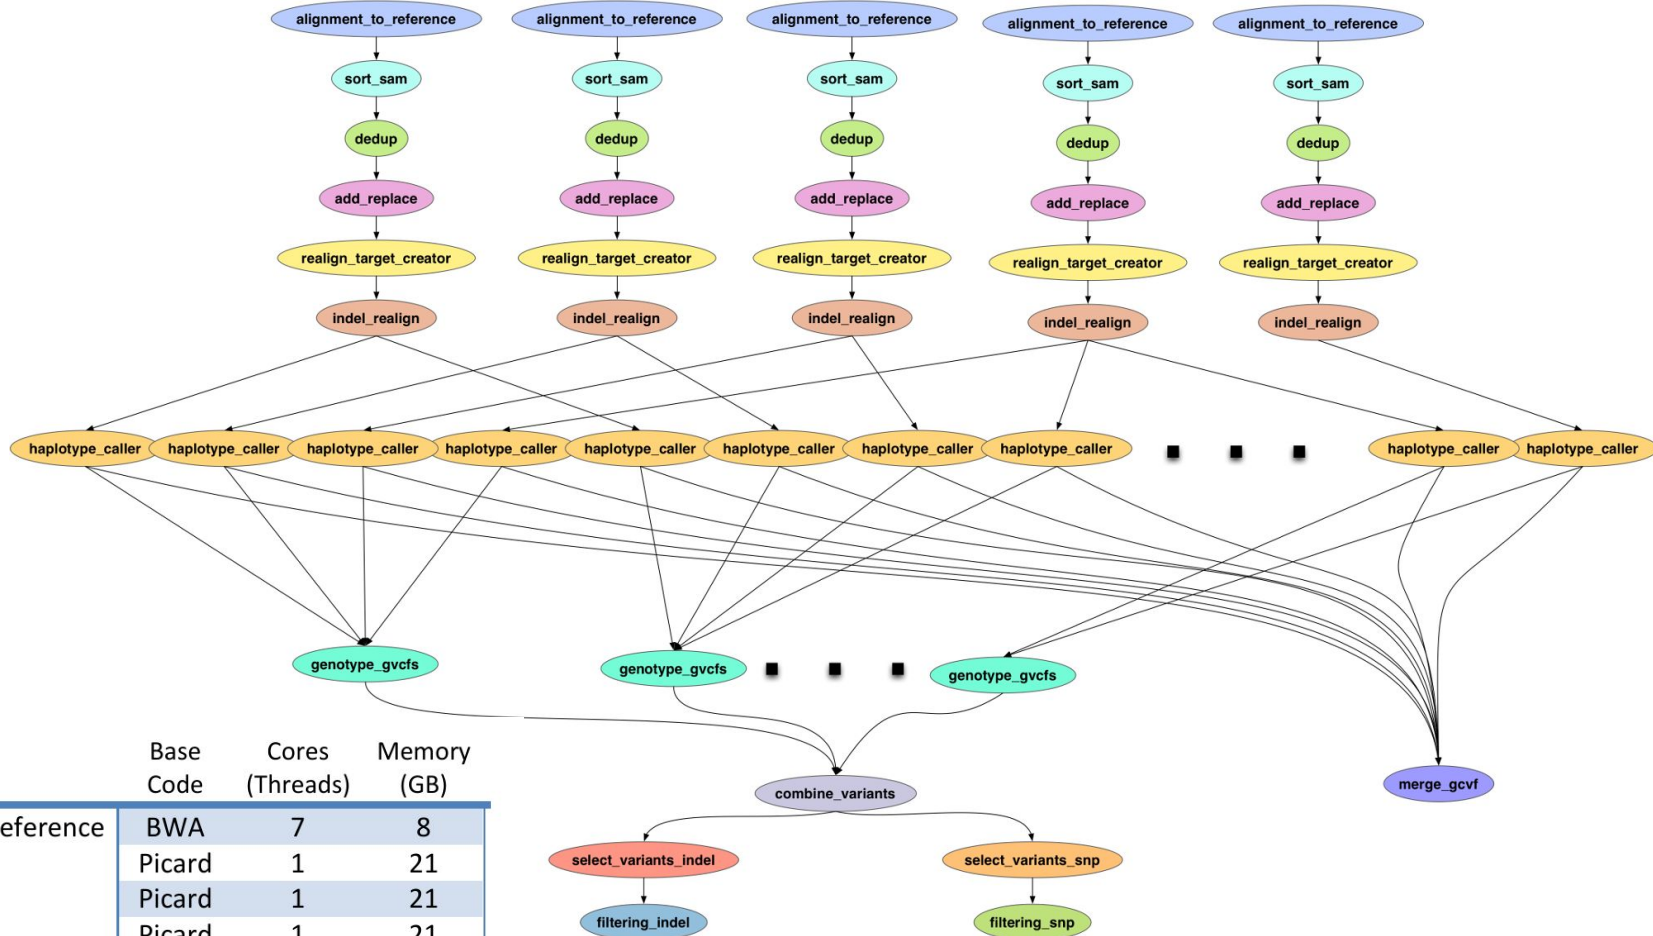 alignment_to_reference alignment_to_reference alignment_to_reference alignment_to_reference alignment_to_reference
sort_sam sort_sam sort_sam sort_sam sort_sam
dedup dedup dedup dedup dedup
add_replace add_replace add_replace add_replace add_replace
realign_target_creator realign_target_creator realign_target_creator realign_target_creator realign_target_creator
indel_realign indel_realign indel_realign indel_realign indel_realign
haplotype_caller haplotype_caller haplotype_caller haplotype_caller haplotype_caller haplotype_caller haplotype_caller haplotype_caller haplotype_caller haplotype_caller
genotype_gvcfs genotype_gvcfs genotype_gvcfs
combine_variants merge_gcvf
select_variants_indel select_variants_snp
filtering_indel filtering_snp
Base Cores Memory
Code (Threads) (GB)
eference BWA 7 8
Picard 1 21
Picard 1 21
Picard 1 21